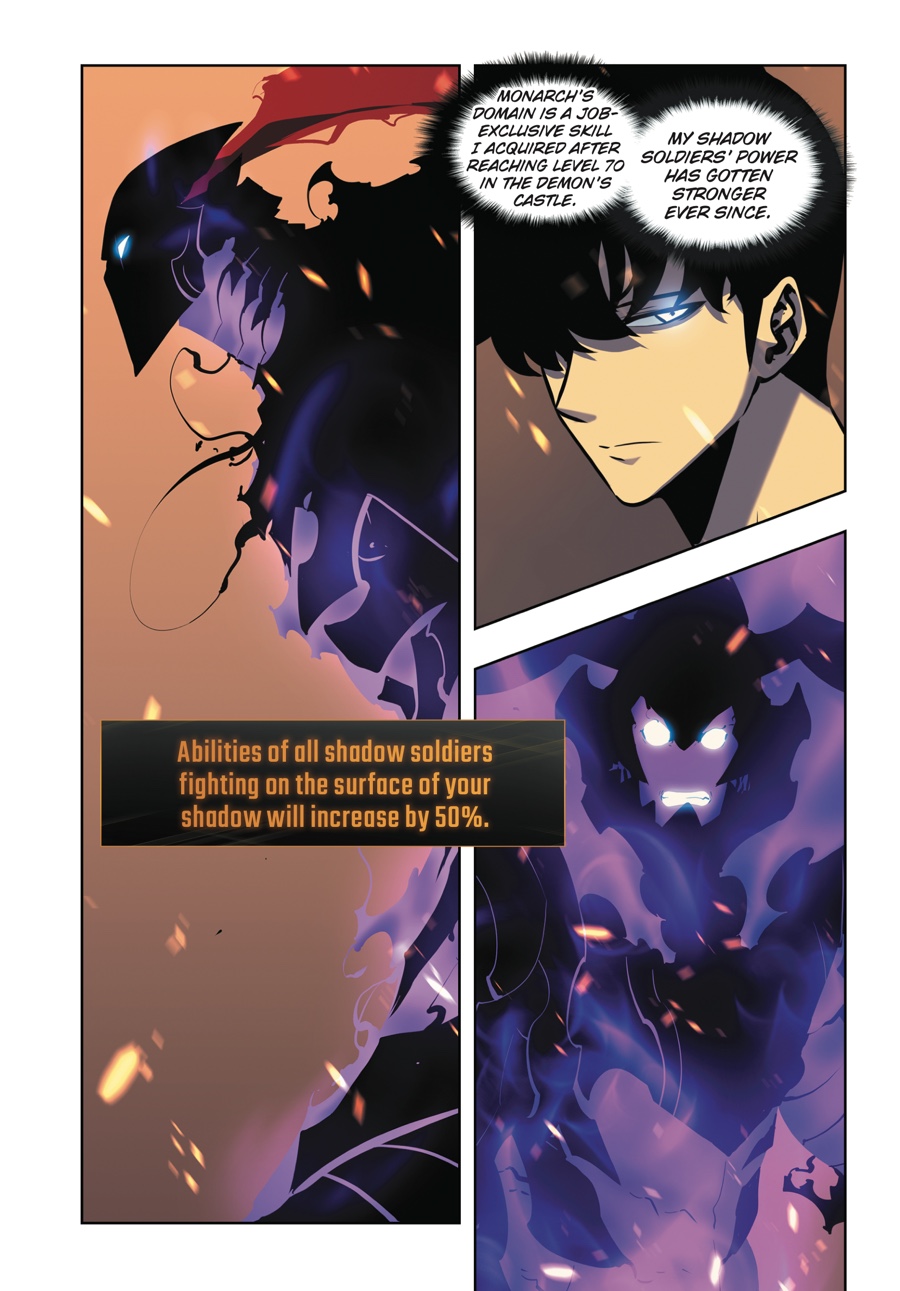 MONARCH'S
DOMAIN IS A JOB-
EXCLUSIVE SKILL
I ACQUIRED AFTER
REACHING LEVEL 70
IN THE DEMON'S
CASTLE.
MY SHADOW
SOLDIERS' POWER
HAS GOTTEN
STRONGER
EVER SINCE.
Abilities of all shadow soldiers
fighting on the surface of your
shadow will increase by 50%.